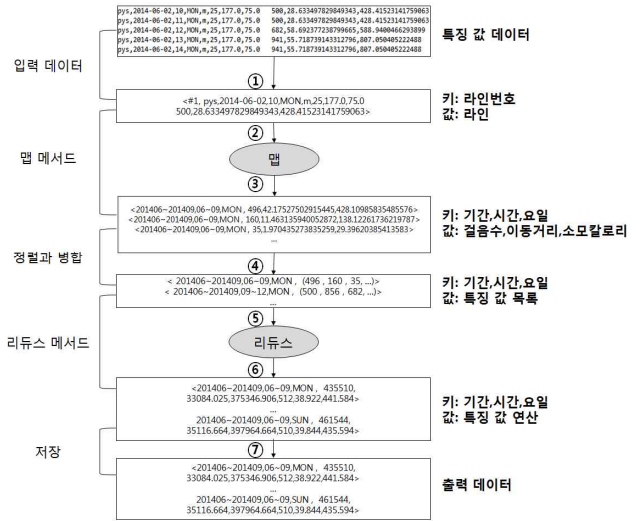 pys,2014-06-02,10,MON,m,25,177.0,75.0 500,28.633497829849343,428.41523141759063
pys,2014-06-02,11,MON,m,25,177.0,75.0 500,28.633497829849343,428.41523141759063
pys,2014-06-02,12,MON,m,25,177.0,75.0 682,58.692377238799665,588.9400466293899
pys,2014-06-02,13,MON,m,25,177.0,75.0 941,55.718739143312796,807.050405222488
pys,2014-06-02,14,MON,m,25,177.0,75.0 941,55.718739143312796,807.050405222488
특징 값 데이터
입력 데이터
①
<#1, pys,2014-06-02,10,MON,m,25,177.0,75.0
500,28.633497829849343,428.41523141759063>
키: 라인번호
값: 라인
②
맵 메서드
맵
③
<201406~201409,06~09,MON, 496,42.17527502915445,428.10985835485576>
<201406~201409,06~09,MON, 160,11.463135940052872,138.12261736219787>
<201406~201409,06~09,MON, 35,1.970435273835259,29.39620385413583>
...
키: 기간,시간,요일
값: 걸음수,이동거리,소모칼로리
정렬과 병합
④
< 201406~201409,06~09,MON, (496 , 160 , 35, ...)>
< 201406~201409,09~12,MON, (500 , 856 , 682, ...)>
...
키: 기간,시간,요일
값: 특징 값 목록
⑤
리듀스 메서드
리듀스
⑥
<201406~201409,06~09,MON , 435510,
33084.025,375346.906,512,38.922,441.584>
...
201406~201409,06~09,SUN , 461544,
35116.664,397964.664,510,39.844,435.594>
키: 기간,시간,요일
값: 특징 값 연산
저장
⑦
<201406~201409,06~09,MON , 435510,
33084.025,375346.906,512,38.922,441.584>
...
201406~201409,06~09,SUN , 461544,
35116.664,397964.664,510,39.844,435.594>
출력 데이터